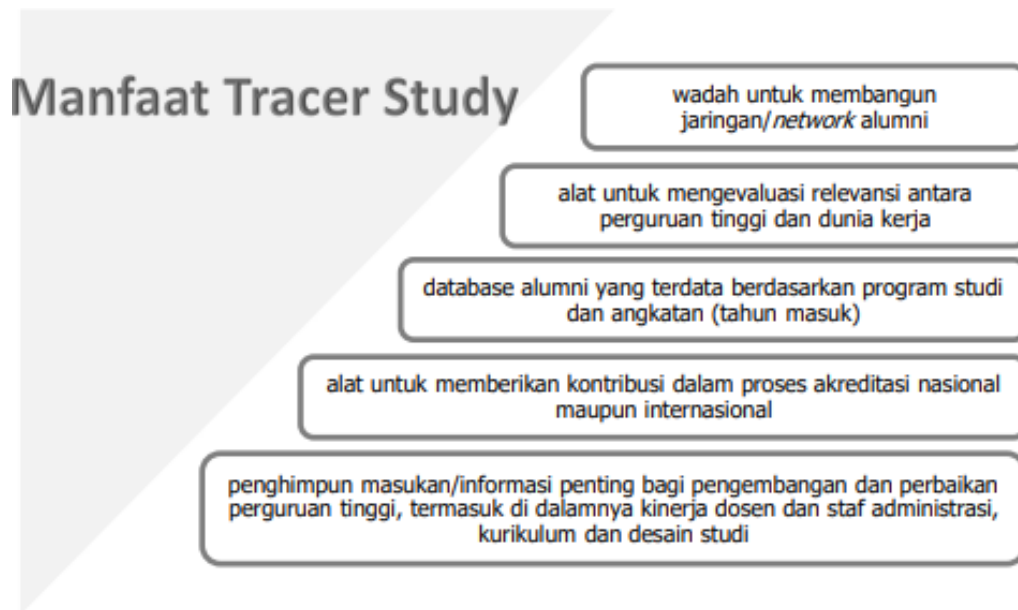 Manfaat Tracer Study
wadah untuk membangun
jaringan/network alumni
alat untuk mengevaluasi relevansi antara
perguruan tinggi dan dunia kerja
database alumni yang terdata berdasarkan program studi
dan angkatan (tahun masuk)
alat untuk memberikan kontribusi dalam proses akreditasi nasional
maupun internasional
penghimpun masukan/informasi penting bagi pengembangan dan perbaikan
perguruan tinggi, termasuk di dalamnya kinerja dosen dan staf administrasi,
kurikulum dan desain studi